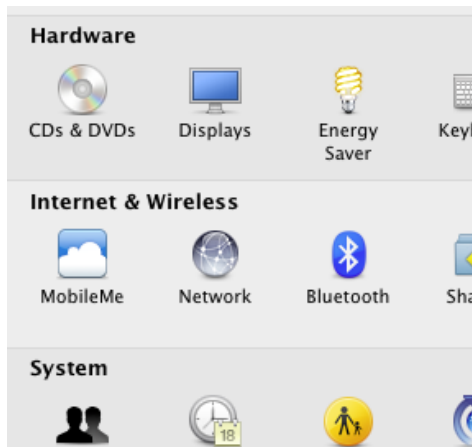 Hardware
CDs & DVDs
Displays
Energy
Saver
Internet & Wireless
MobileMe
Network
Bluetooth
System
18